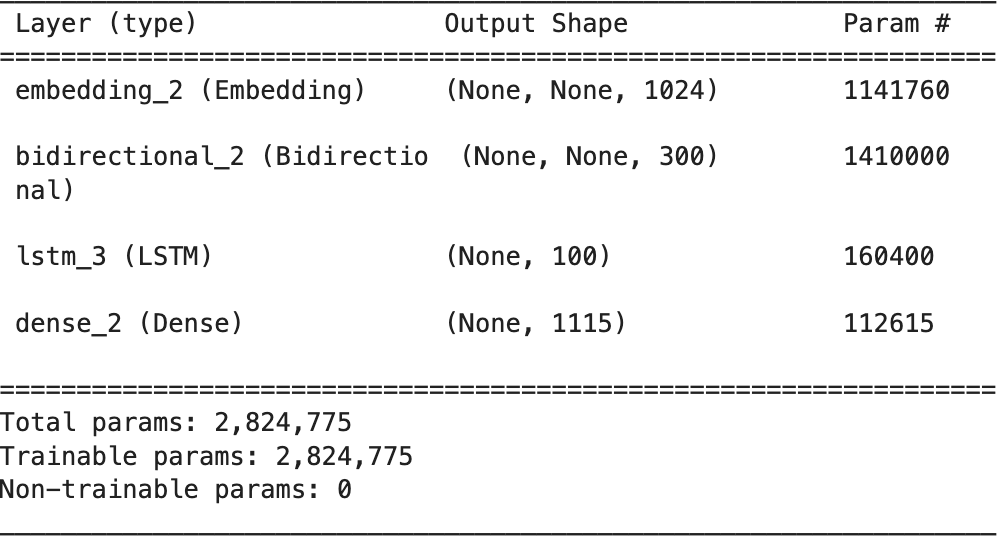 Layer (type) Output Shape Param #
=================================================================
embedding_2 (Embedding) (None, None, 1024) 1141760
bidirectional_2 (Bidirectio (None, None, 300) 1410000
nal)
lstm_3 (LSTM) (None, 100) 160400
dense_2 (Dense) (None, 1115) 112615
=================================================================
Total params: 2,824,775
Trainable params: 2,824,775
Non-trainable params: 0